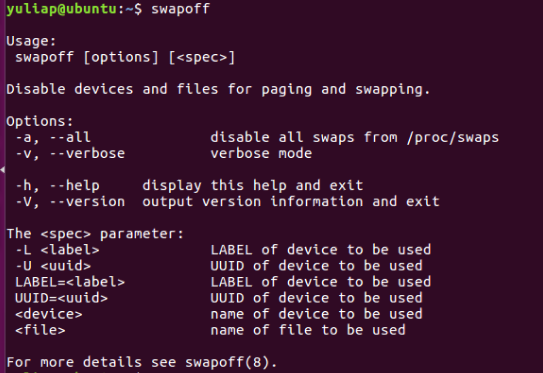 yuliap@ubuntu:~$ swapoff
Usage:
swapoff [options] [<spec>]
Disable devices and files for paging and swapping.
Options:
-a, --all disable all swaps from /proc/swaps
-v, --verbose verbose mode
-h, --help display this help and exit
-V, --version output version information and exit
The <spec> parameter:
-L <label> LABEL of device to be used
-U <uuid> UUID of device to be used
LABEL=<label> LABEL of device to be used
UUID=<uuid> UUID of device to be used
<device> name of device to be used
<file> name of file to be used
For more details see swapoff(8).